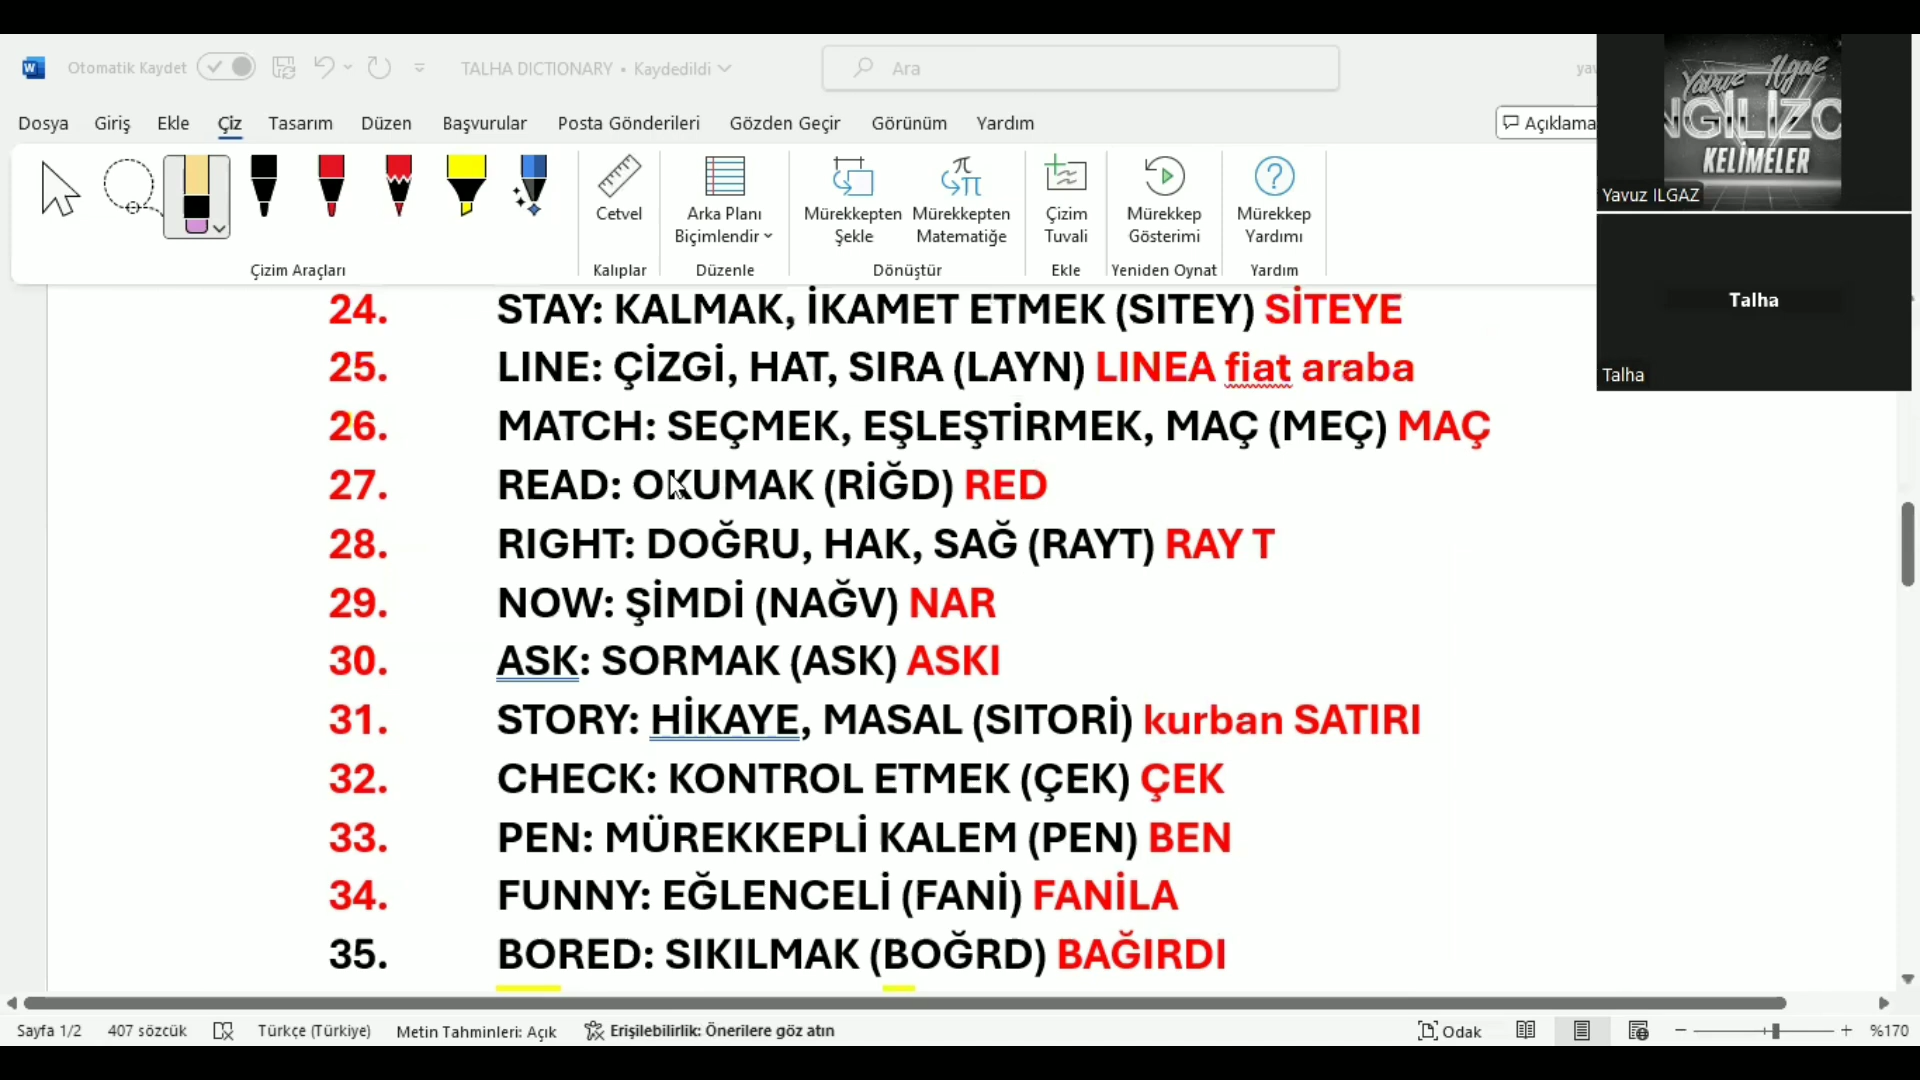 Otomatik Kaydet
TALHA DICTIONARY • Kaydedildi
Ara
Dosya Giriş Ekle Çiz Tasarım Düzen Başvurular Posta Gönderileri Gözden Geçir Görünüm Yardım
Açıklama
Cetvel
Arka Planı Biçimlendir
Mürekkepten Şekle
Mürekkepten Matematiğe
Çizim Tuvali
Mürekkep Gösterimi
Mürekkep Yardımı
Çizim Araçları Kalıplar Düzenle Dönüştür Ekle Yeniden Oynat Yardım
Yavuz Ilgaz
NGİLİZC
KELİMELER
Yavuz ILGAZ
Talha
Talha
24. STAY: KALMAK, İKAMET ETMEK (SITEY) SİTEYE
25. LINE: ÇİZGİ, HAT, SIRA (LAYN) LINEA fiat araba
26. MATCH: SEÇMEK, EŞLEŞTİRMEK, MAÇ (MEÇ) MAÇ
27. READ: OKUMAK (RİĞD) RED
28. RIGHT: DOĞRU, HAK, SAĞ (RAYT) RAY T
29. NOW: ŞİMDİ (NAĞV) NAR
30. ASK: SORMAK (ASK) ASKI
31. STORY: HİKAYE, MASAL (SITORİ) kurban SATIRI
32. CHECK: KONTROL ETMEK (ÇEK) ÇEK
33. PEN: MÜREKKEPLİ KALEM (PEN) BEN
34. FUNNY: EĞLENCELİ (FANİ) FANİLA
35. BORED: SIKILMAK (BOĞRD) BAĞIRDI
Sayfa 1/2 407 sözcük Türkçe (Türkiye) Metin Tahminleri: Açık Erişilebilirlik: Önerilere göz atın Odak %170